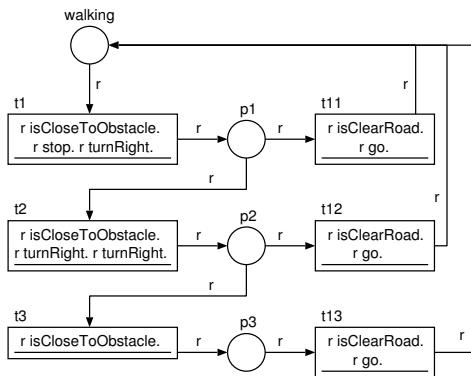 walking
r
t1
p1
t11
r
r isCloseToObstacle.
r stop. r turnRight.
r
r
r isClearRoad.
r go.
r
t2
p2
t12
r isCloseToObstacle.
r turnRight. r turnRight.
r
r
r isClearRoad.
r go.
r
r
t3
p3
t13
r isCloseToObstacle.
r
r
r isClearRoad.
r go.
r